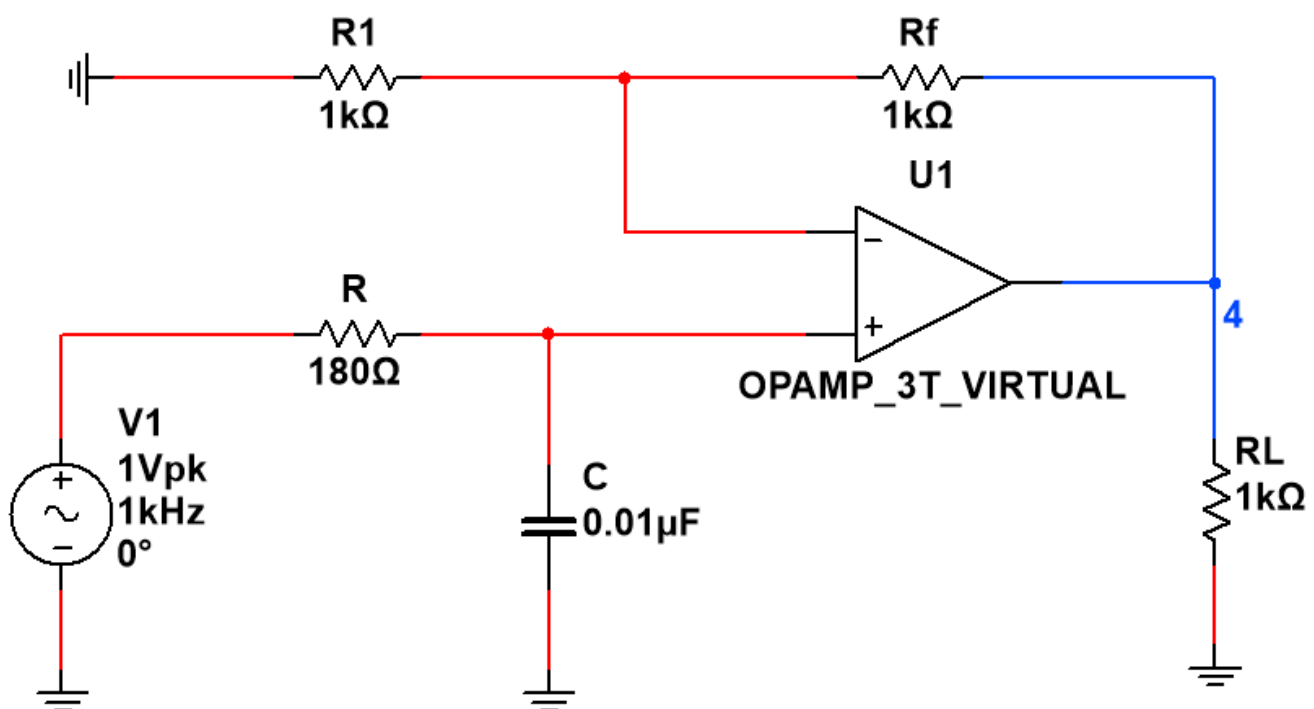 R1
1kΩ
Rf
1kΩ
U1
−
+
OPAMP_3T_VIRTUAL
4
R
180Ω
V1
1Vpk
1kHz
0°
+
−
C
0.01µF
RL
1kΩ